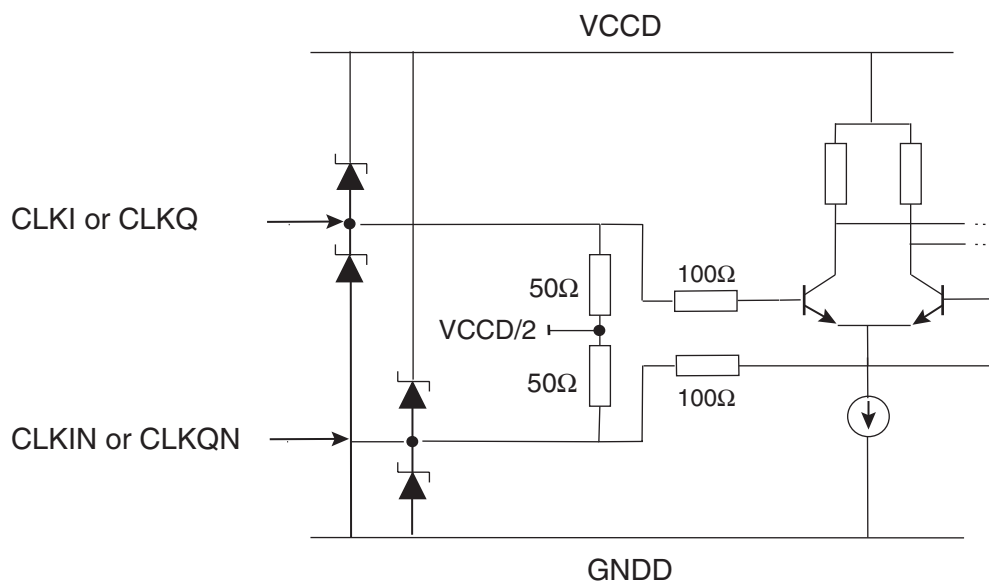 VCCD
CLKI or CLKQ
50Ω
100Ω
VCCD/2
50Ω
100Ω
CLKIN or CLKQN
GNDD